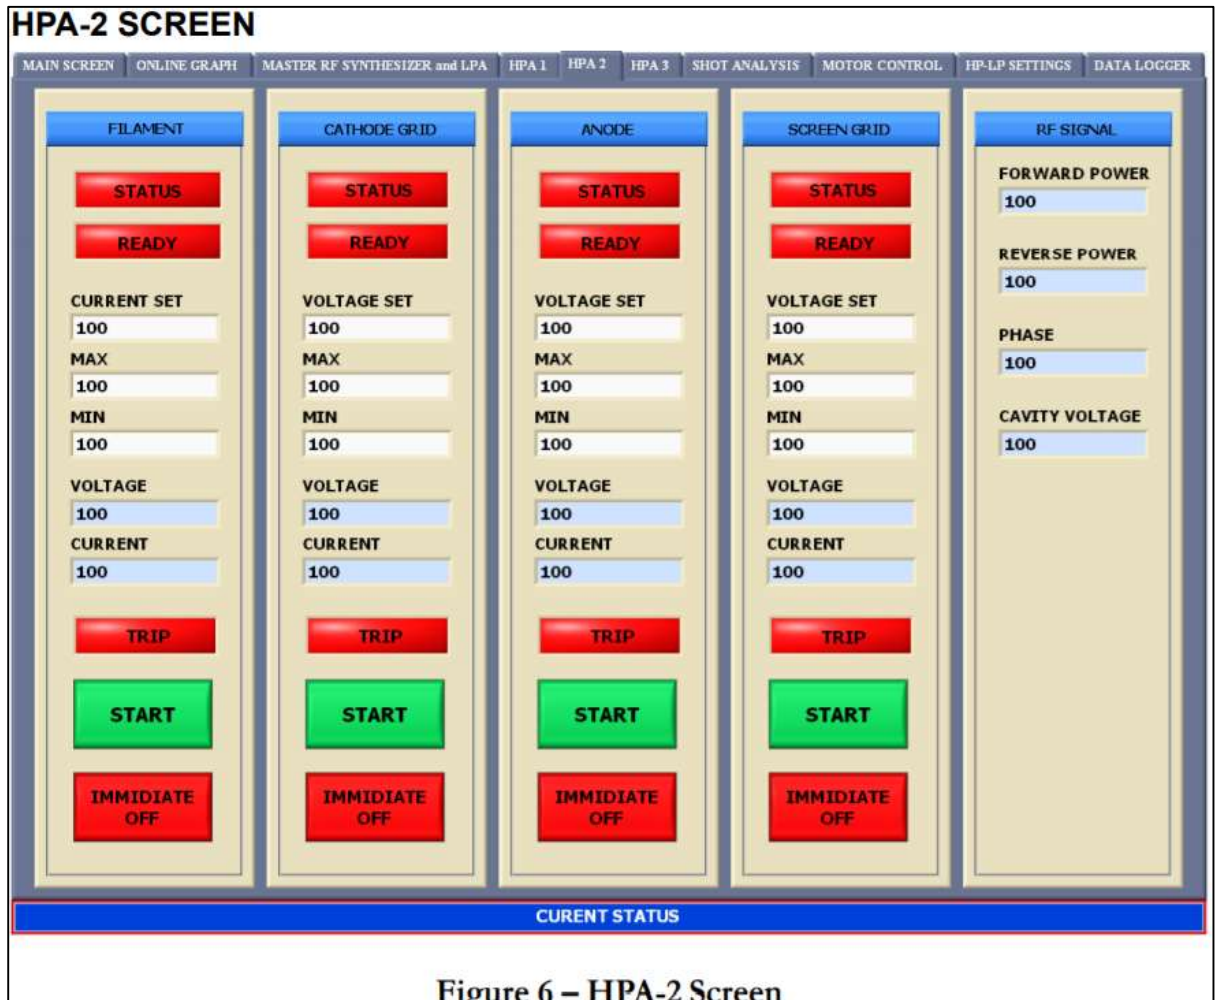 HPA-2 SCREEN
MAIN SCREEN ONLINE GRAPH MASTER RF SYNTHESIZER and LPA HPA 1 HPA 2 HPA 3 SHOT ANALYSIS MOTOR CONTROL HP-LP SETTINGS DATA LOGGER
FILAMENT
STATUS
READY
CURRENT SET
100
MAX
100
MIN
100
VOLTAGE
100
CURRENT
100
TRIP
START
IMMIDIATE
OFF
CATHODE GRID
STATUS
READY
VOLTAGE SET
100
MAX
100
MIN
100
VOLTAGE
100
CURRENT
100
TRIP
START
IMMIDIATE
OFF
ANODE
STATUS
READY
VOLTAGE SET
100
MAX
100
MIN
100
VOLTAGE
100
CURRENT
100
TRIP
START
IMMIDIATE
OFF
SCREEN GRID
STATUS
READY
VOLTAGE SET
100
MAX
100
MIN
100
VOLTAGE
100
CURRENT
100
TRIP
START
IMMIDIATE
OFF
RF SIGNAL
FORWARD POWER
100
REVERSE POWER
100
PHASE
100
CAVITY VOLTAGE
100
CURENT STATUS
Figure 6 – HPA-2 Screen